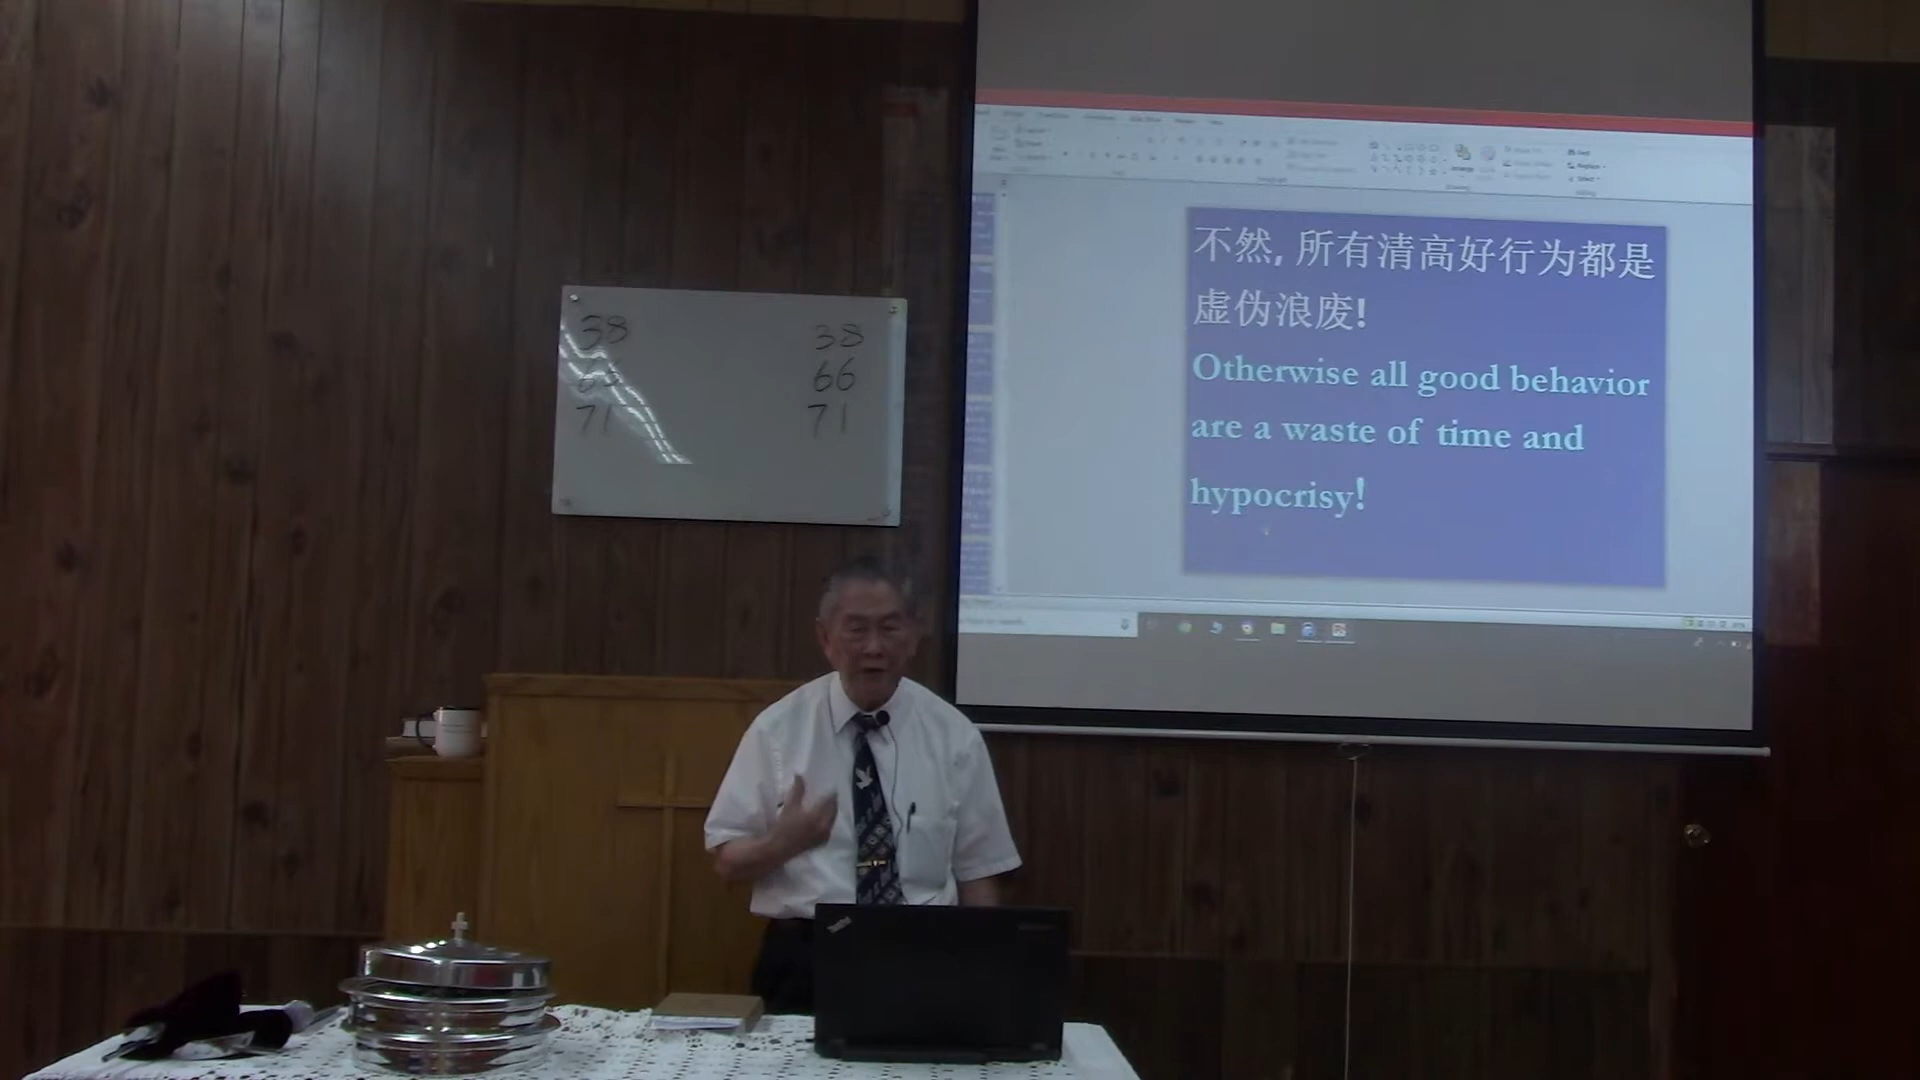 38
66
71
38
66
71
不然, 所有清高好行为都是
虚伪浪废!
Otherwise all good behavior
are a waste of time and
hypocrisy!